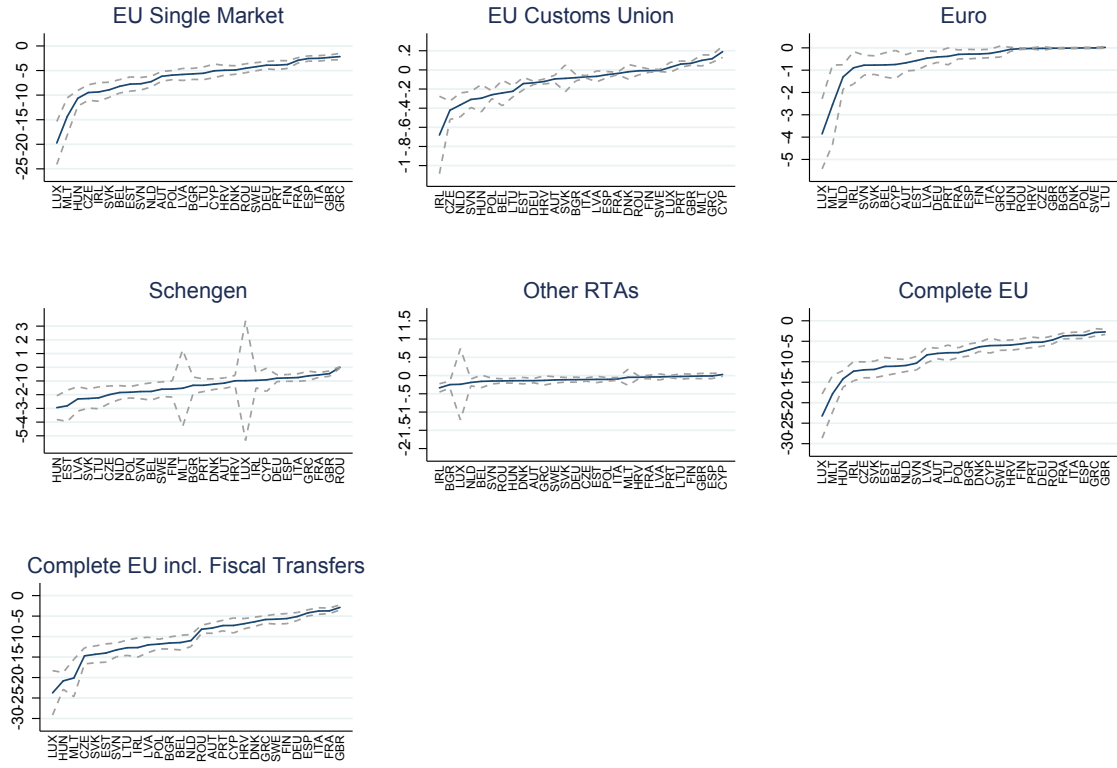 EU Single Market
-25 -20 -15 -10 -5 0
LUX MLT HUN CZE IRL SVK BEL EST SVN NLD AUT POL LVA BGR LTU CYP HRV DNK ROU SWE DEU PRT FIN FRA ESP ITA GRC
EU Customs Union
-1 -.8 -.6 -.4 -.2 0 .2
IRL CZE NLD SVN HUN POL BEL LTU EST DEU HRV AUT SVK BGR ITA LVA ESP FRA DNK ROU FIN SWE LUX PRT GBR MLT GRC CYP
Euro
-5 -4 -3 -2 -1 0
LUX MLT NLD IRL SVN SVK BEL CYP AUT EST LVA DEU PRT FRA ESP FIN ITA GRC HUN ROU HRV CZE GBR BGR DNK POL SWE LTU
Schengen
-5 -4 -3 -2 -1 0 1 2 3
HUN EST LVA SVK LTU CZE NLD POL SVN BEL SWE FIN MLT BGR PRT DNK AUT HRV LUX IRL CYP DEU ESP ITA GRC FRA GBR ROU
Other RTAs
-2 -1.5 -1 -.5 0 .5 1 1.5
IRL BGR LUX NLD BEL SVN ROU HUN DNK AUT GRC SWE SVK DEU CZE EST POL ITA MLT HRV FRA LVA PRT LTU FIN GBR ESP CYP
Complete EU
-30 -25 -20 -15 -10 -5 0
LUX MLT HUN IRL CZE SVK EST BEL NLD SVN LVA AUT LTU POL BGR DNK CYP SWE HRV FIN PRT DEU ROU FRA ITA ESP GRC GBR
Complete EU incl. Fiscal Transfers
-30 -25 -20 -15 -10 -5 0
LUX HUN MLT CZE SVK EST SVN LTU IRL LVA POL BGR BEL NLD ROU AUT PRT CYP HRV DNK GRC SWE FIN DEU ESP ITA FRA GBR